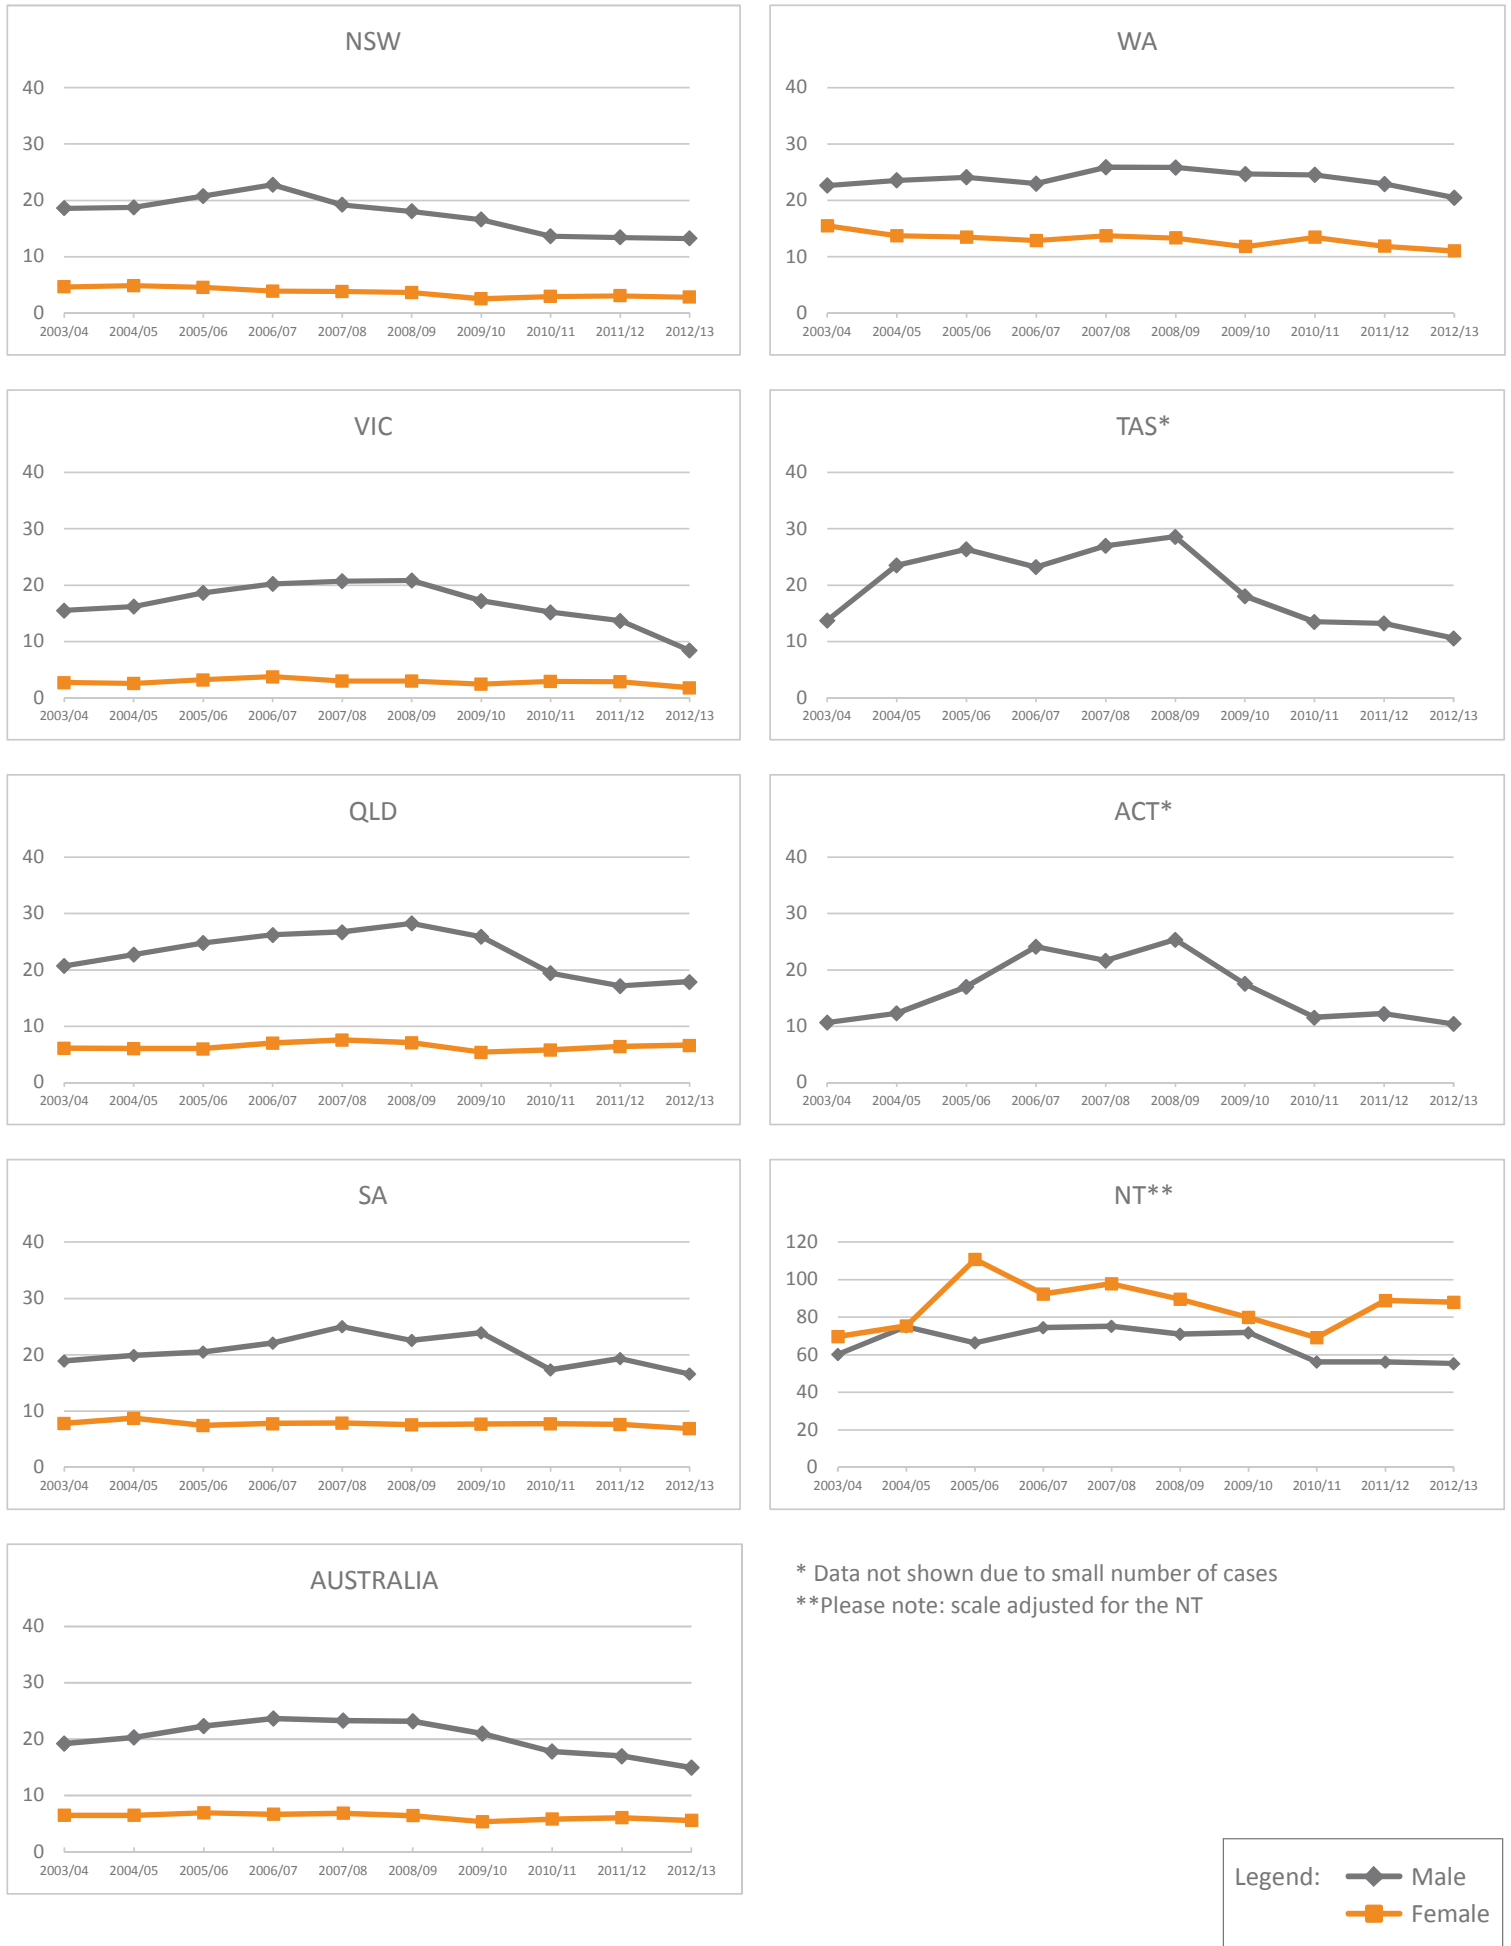 NSW
40
30
20
10
0
2003/04 2004/05 2005/06 2006/07 2007/08 2008/09 2009/10 2010/11 2011/12 2012/13
WA
40
30
20
10
0
2003/04 2004/05 2005/06 2006/07 2007/08 2008/09 2009/10 2010/11 2011/12 2012/13
VIC
40
30
20
10
0
2003/04 2004/05 2005/06 2006/07 2007/08 2008/09 2009/10 2010/11 2011/12 2012/13
TAS*
40
30
20
10
0
2003/04 2004/05 2005/06 2006/07 2007/08 2008/09 2009/10 2010/11 2011/12 2012/13
QLD
40
30
20
10
0
2003/04 2004/05 2005/06 2006/07 2007/08 2008/09 2009/10 2010/11 2011/12 2012/13
ACT*
40
30
20
10
0
2003/04 2004/05 2005/06 2006/07 2007/08 2008/09 2009/10 2010/11 2011/12 2012/13
SA
40
30
20
10
0
2003/04 2004/05 2005/06 2006/07 2007/08 2008/09 2009/10 2010/11 2011/12 2012/13
NT**
120
100
80
60
40
20
0
2003/04 2004/05 2005/06 2006/07 2007/08 2008/09 2009/10 2010/11 2011/12 2012/13
AUSTRALIA
40
30
20
10
0
2003/04 2004/05 2005/06 2006/07 2007/08 2008/09 2009/10 2010/11 2011/12 2012/13
* Data not shown due to small number of cases
**Please note: scale adjusted for the NT
Legend: Male
Female